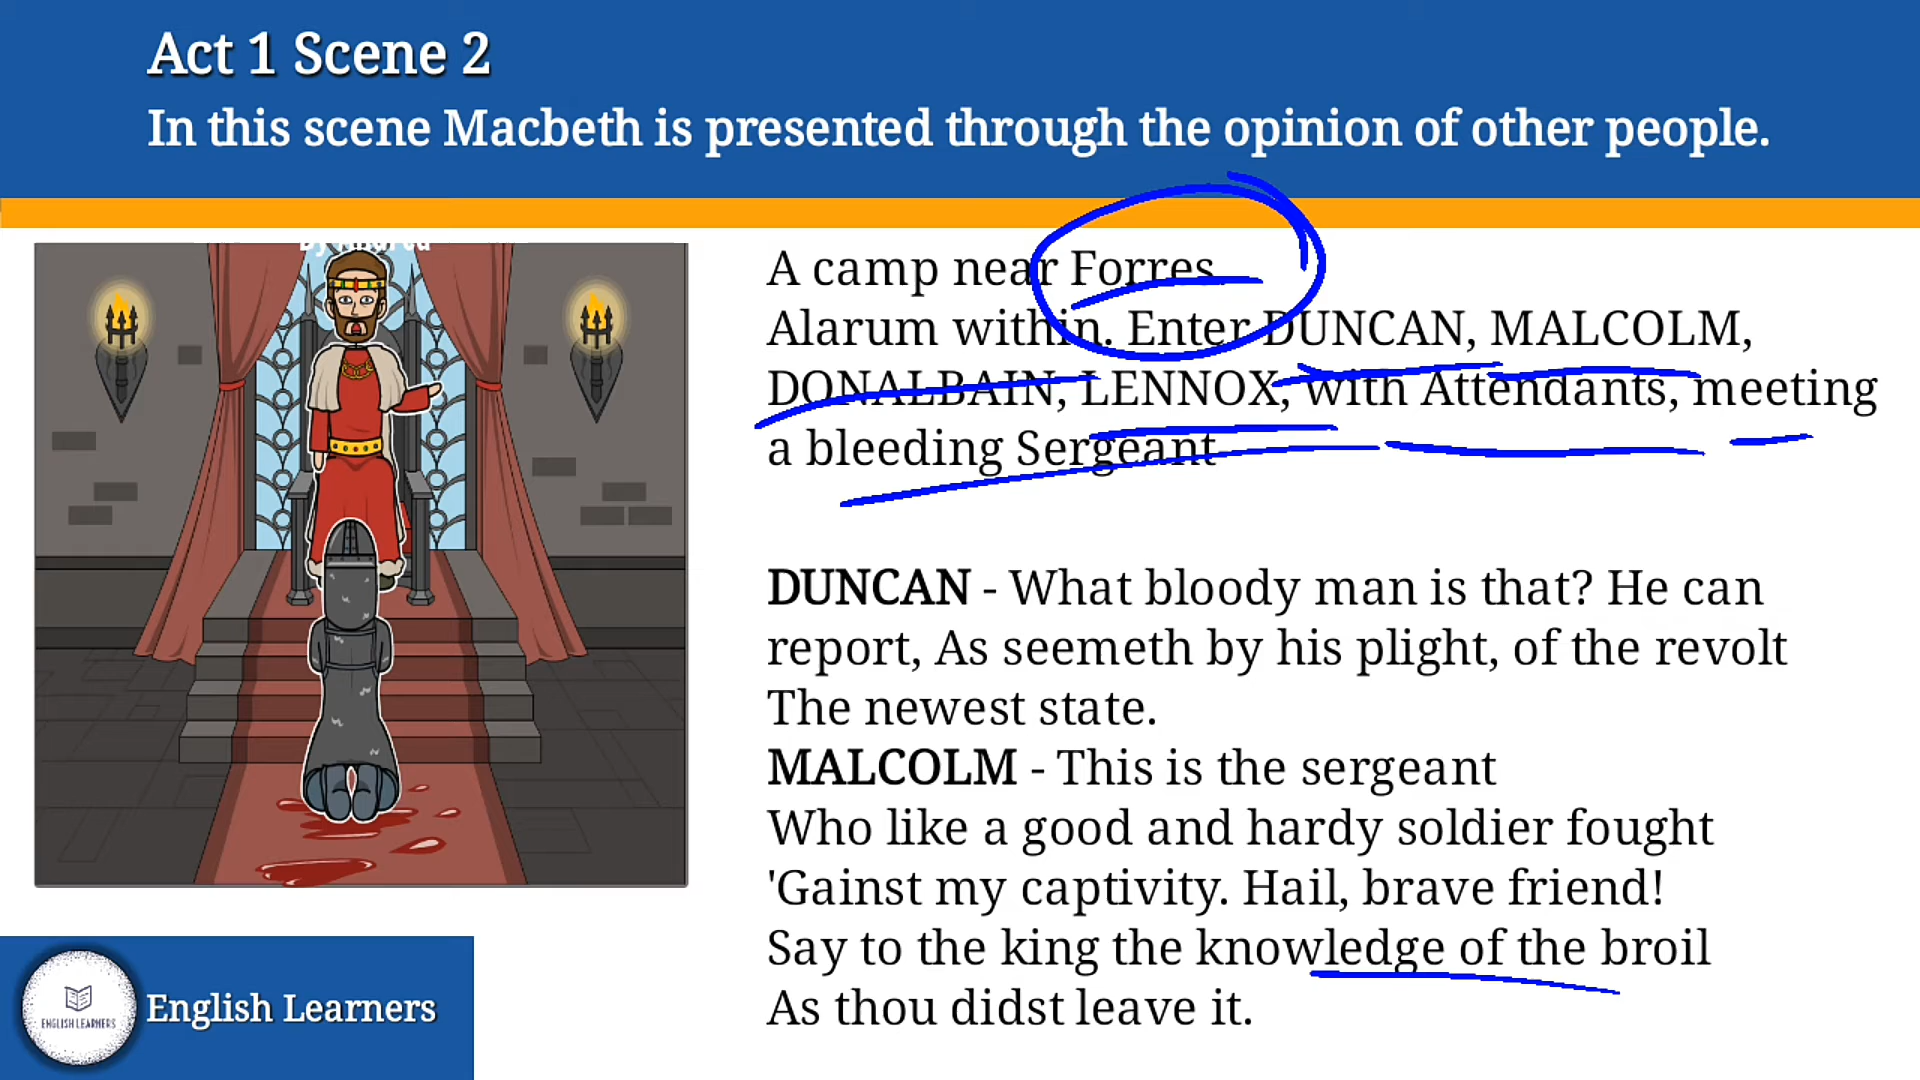 Act 1 Scene 2
In this scene Macbeth is presented through the opinion of other people.
A camp near Forres
Alarum within. Enter DUNCAN, MALCOLM,
DONALBAIN, LENNOX, with Attendants, meeting
a bleeding Sergeant
DUNCAN - What bloody man is that? He can
report, As seemeth by his plight, of the revolt
The newest state.
MALCOLM - This is the sergeant
Who like a good and hardy soldier fought
'Gainst my captivity. Hail, brave friend!
Say to the king the knowledge of the broil
As thou didst leave it.
ENGLISH LEARNERS
English Learners